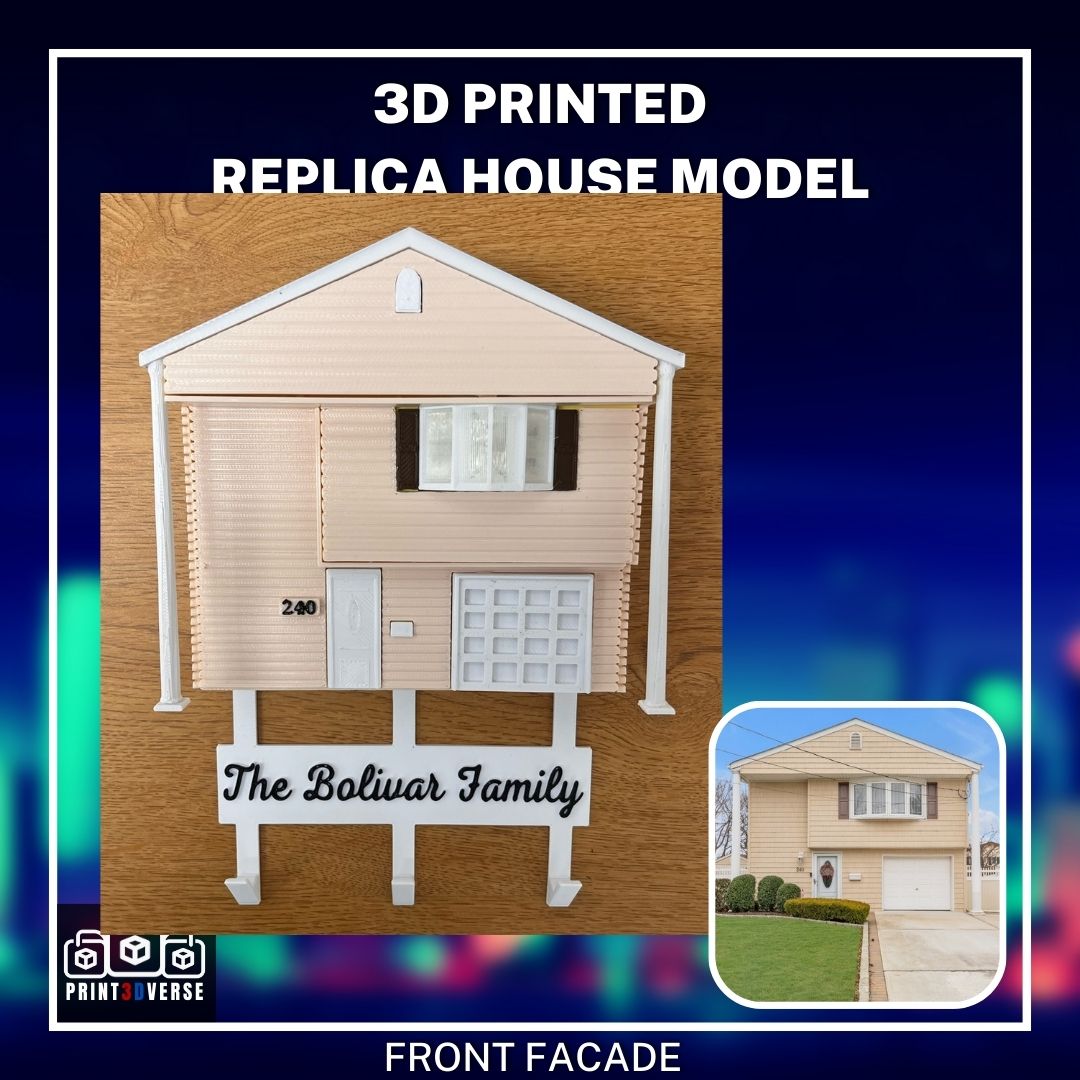 3D PRINTED
REPLICA HOUSE MODEL
240
The Bolivar Family
PRINT3DVERSE
FRONT FACADE